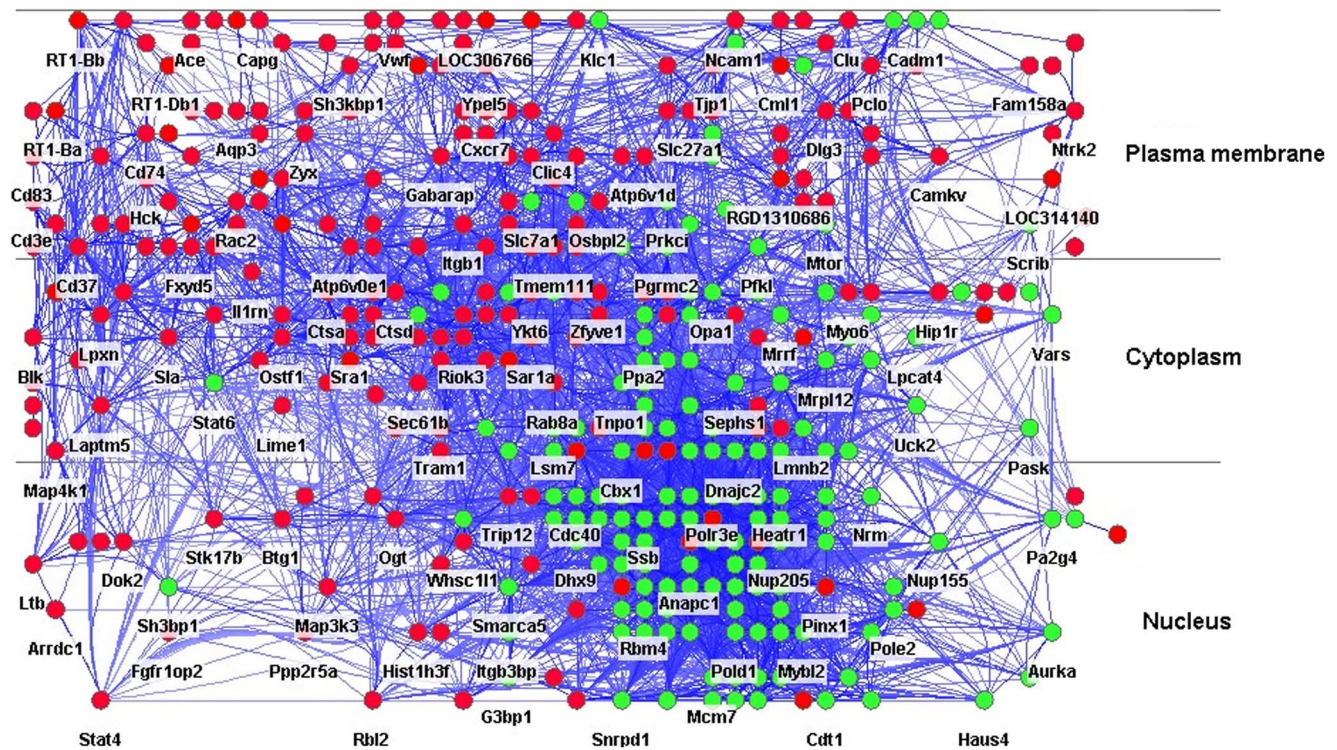 RT1-Bb Ace Capg Vwf LOC306766 Klc1 Ncam1 Clu Cadm1
RT1-Db1 Sh3kbp1 Ypel5 Tjp1 Cml1 Pclo Fam158a
RT1-Ba Aqp3 Cxcr7 Slc27a1 Dlg3 Ntrk2
Plasma membrane
Cd74 Zyx Clic4
Cd83 Gabarap Atp6v1d Camkv
Hck RGD1310686 LOC314140
Cd3e Rac2 Slc7a1 Osbpl2 Prkci
Itgb1 Mtor Scrib
Cd37 Fxyd5 Atp6v0e1 Tmem111 Pgrmc2 Pfkl
Il1rn
Ctsa Ctsd Ykt6 Zfyve1 Opa1 Myo6 Hip1r
Lpxn Mrrf Vars
Cytoplasm
Blk Sla Ostf1 Sra1 Riok3 Sar1a Ppa2 Lpcat4
Mrpl12
Stat6 Sec61b Rab8a Tnpo1 Sephs1
Laptm5 Lime1 Uck2
Tram1 Lsm7 Lmnb2 Pask
Map4k1 Cbx1 Dnajc2
Trip12 Cdc40 Polr3e Heatr1 Nrm
Stk17b Btg1 Ogt Ssb Pa2g4
Dok2 Whsc1l1 Dhx9 Nup205 Nup155
Ltb Anapc1
Nucleus
Sh3bp1 Map3k3 Smarca5 Pinx1
Arrdc1 Rbm4 Pole2
Fgfr1op2 Ppp2r5a Hist1h3f Itgb3bp Pold1 Mybl2 Aurka
G3bp1 Mcm7
Stat4 Rbl2 Snrpd1 Cdt1 Haus4